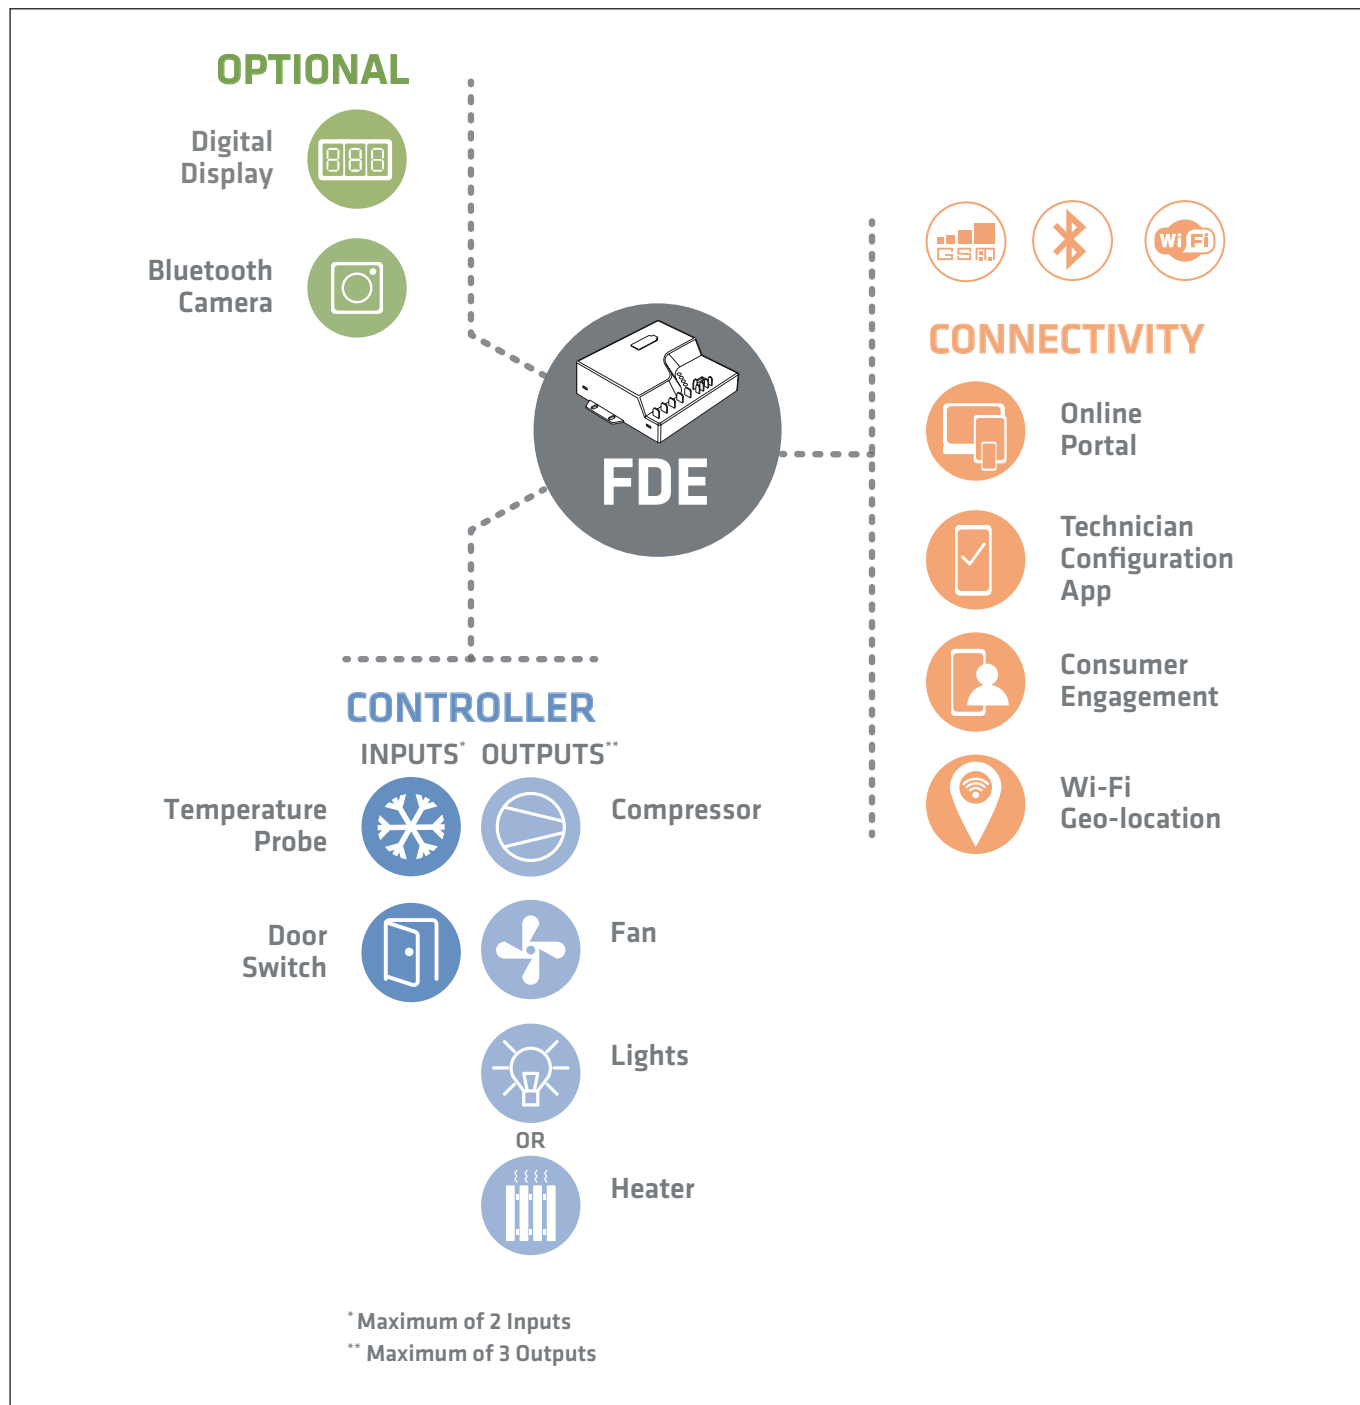 OPTIONAL
Digital
Display
888
Bluetooth
Camera
FDE
GSM
WiFi
CONNECTIVITY
Online
Portal
Technician
Configuration
App
Consumer
Engagement
Wi-Fi
Geo-location
CONTROLLER
INPUTS* OUTPUTS**
Temperature
Probe
Compressor
Door
Switch
Fan
Lights
OR
Heater
* Maximum of 2 Inputs
** Maximum of 3 Outputs